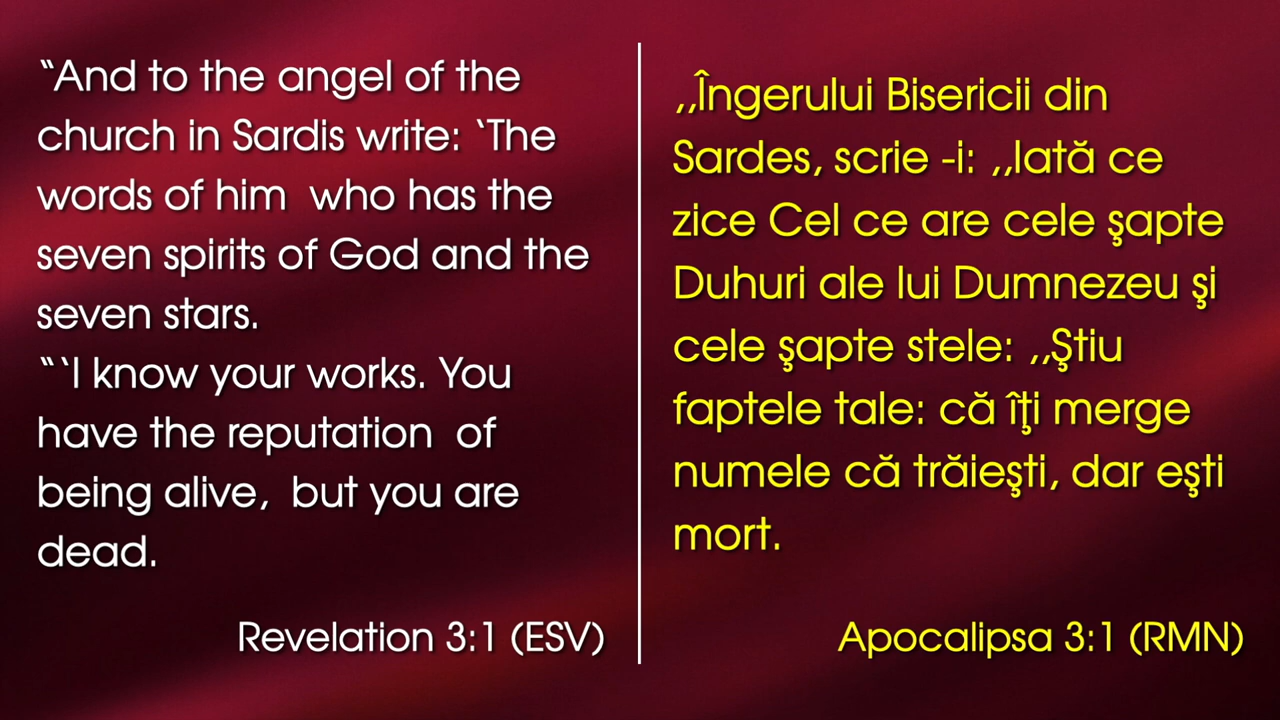 “And to the angel of the
church in Sardis write: ‘The
words of him who has the
seven spirits of God and the
seven stars.
“ ‘I know your works. You
have the reputation of
being alive, but you are
dead.
Revelation 3:1 (ESV)
,,Îngerului Bisericii din
Sardes, scrie -i: ,,Iată ce
zice Cel ce are cele şapte
Duhuri ale lui Dumnezeu şi
cele şapte stele: ,,Ştiu
faptele tale: că îţi merge
numele că trăieşti, dar eşti
mort.
Apocalipsa 3:1 (RMN)